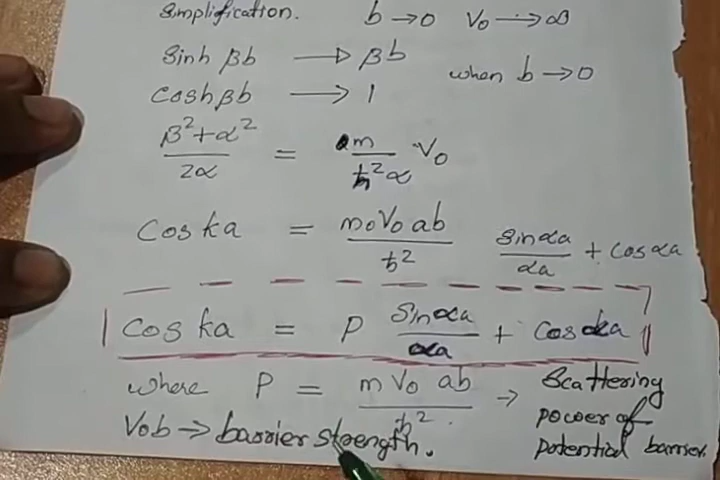 Simplification. b → 0 V₀ → ∞
Sinh βb → βb
when b → 0
Cosh βb → 1
β² + α² / 2α = m / ħ²α V₀
Cos ka = m₀V₀ab / ħ² sin αa / αa + cos αa
Cos ka = P sin αa / αa + cos αa
where P = mV₀ab / ħ² → Scattering
power of
potential barrier.
V₀b → barrier strength.